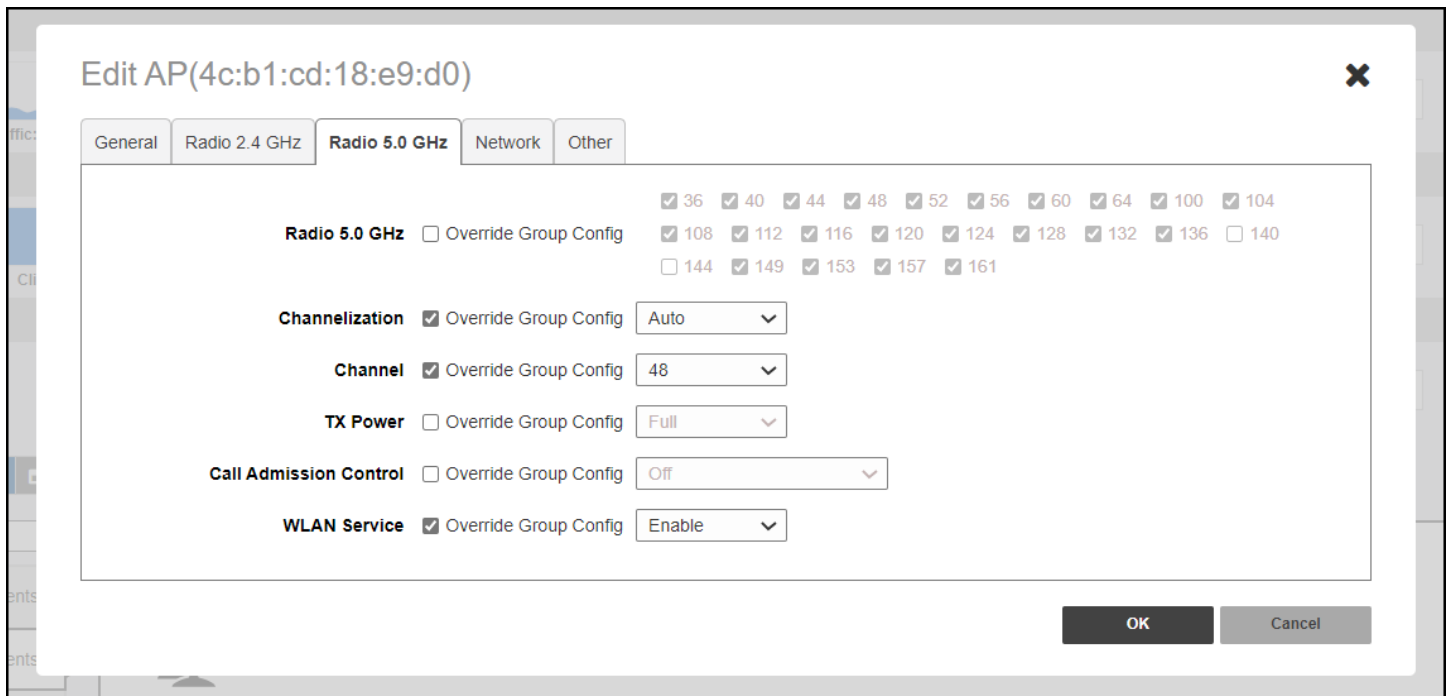 Edit AP(4c:b1:cd:18:e9:d0)
General Radio 2.4 GHz Radio 5.0 GHz Network Other
36 40 44 48 52 56 60 64 100 104
Radio 5.0 GHz Override Group Config 108 112 116 120 124 128 132 136 140
144 149 153 157 161
Channelization Override Group Config Auto
Channel Override Group Config 48
TX Power Override Group Config Full
Call Admission Control Override Group Config Off
WLAN Service Override Group Config Enable
OK Cancel